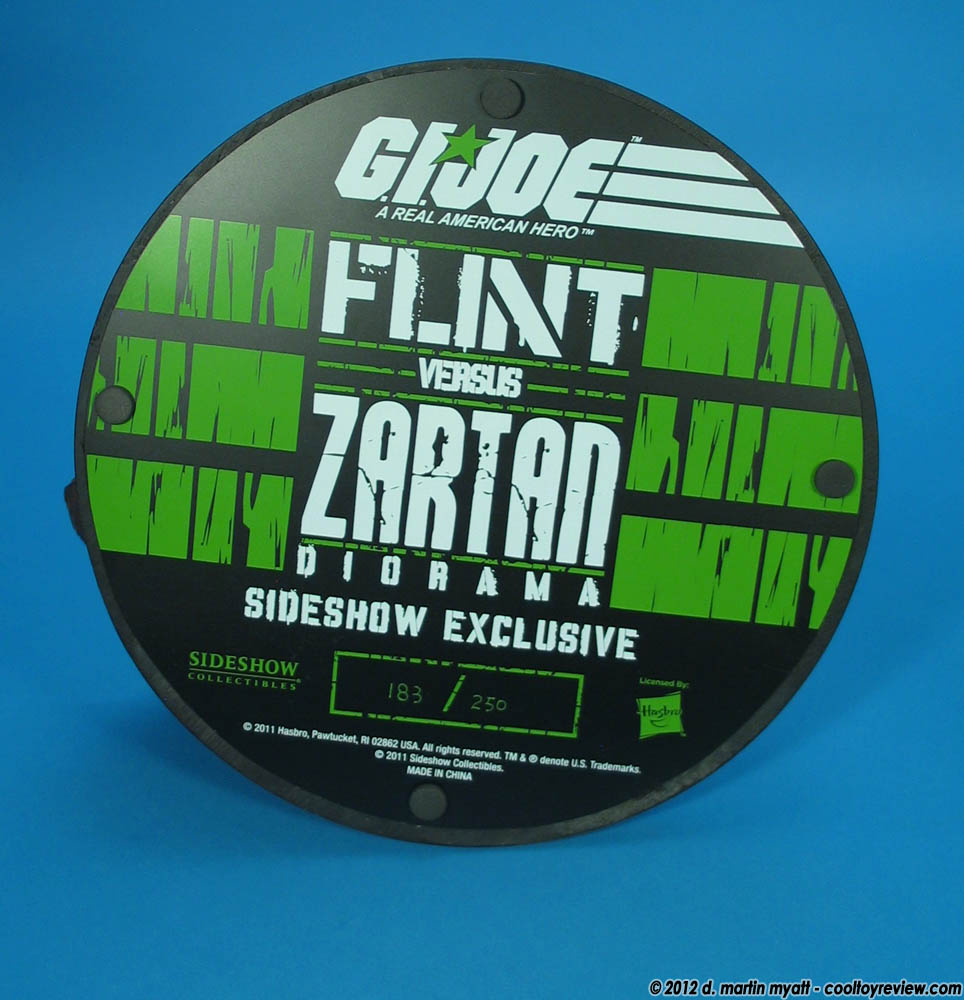 G.I.JOE™
A REAL AMERICAN HERO™
FLINT
VERSUS
ZARTAN
DIORAMA
SIDESHOW EXCLUSIVE
SIDESHOW
COLLECTIBLES®
183 / 250
Licensed By:
Hasbro
© 2011 Hasbro, Pawtucket, RI 02862 USA. All rights reserved. TM & ® denote U.S. Trademarks.
© 2011 Sideshow Collectibles.
MADE IN CHINA
© 2012 d. martin myatt - cooltoyreview.com